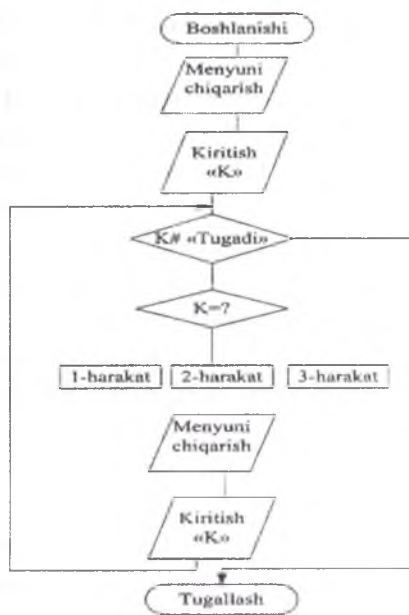 Boshlanishi
Menyuni
chiqarish
Kiritish
«K»
K# «Tugadi»
K=?
1-harakat 2-harakat 3-harakat
Menyuni
chiqarish
Kiritish
«K»
Tugallash